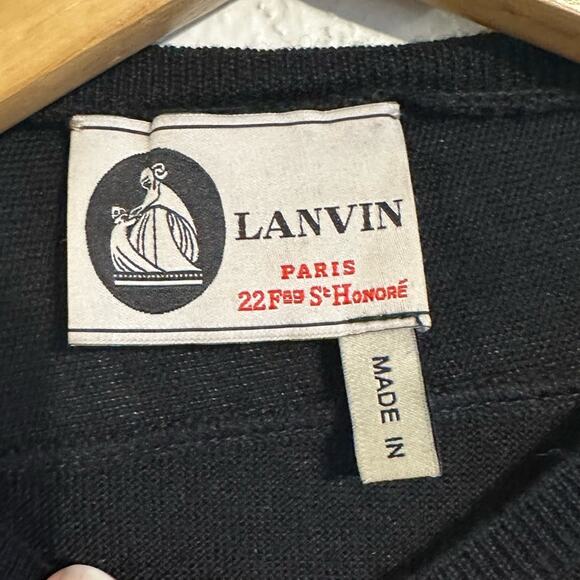 LANVIN
PARIS
22 Fbg St Honoré
MADE IN